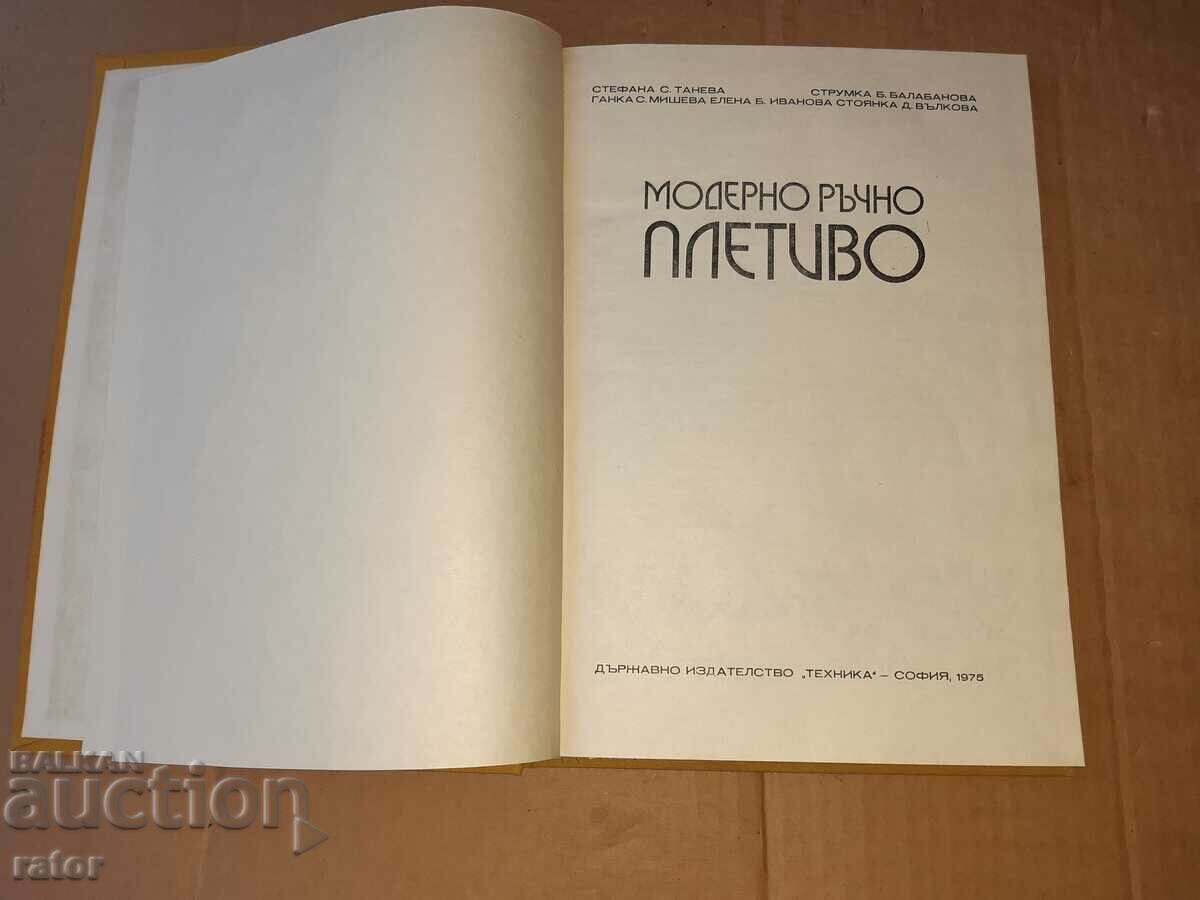 СТЕФАНА С. ТАНЕВА СТРУМКА Б. БАЛАБАНОВА
ГАНКА С. МИШЕВА ЕЛЕНА Б. ИВАНОВА СТОЯНКА Д. ВЪЛКОВА
МОДЕРНО РЪЧНО
ПЛЕТИВО
ДЪРЖАВНО ИЗДАТЕЛСТВО „ТЕХНИКА“ – СОФИЯ, 1975
BALKAN
auction
rator